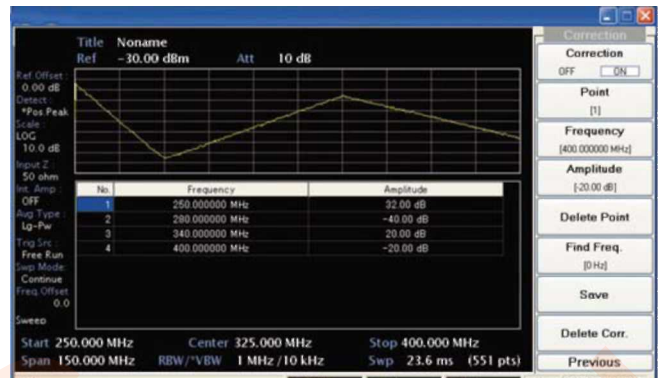 Title Noname
Ref -30.00 dBm Att 10 dB
Ref Offset :
0.00 dB
Detect :
*Pos Peak
Scale :
LOG
10.0 dB
Input Z :
50 ohm
Int. Amp :
OFF
Avg Type :
Lg-Pw
Trig Src :
Free Run
Swp Mode:
Continue
Freq Offset
0.0
Sweep
No. Frequency Amplitude
1 250.000000 MHz 32.00 dB
2 280.000000 MHz -40.00 dB
3 340.000000 MHz 20.00 dB
4 400.000000 MHz -20.00 dB
Start 250.000 MHz Center 325.000 MHz Stop 400.000 MHz
Span 150.000 MHz RBW/*VBW 1 MHz /10 kHz Swp 23.6 ms (551 pts)
Correction
Correction
OFF ON
Point
[1]
Frequency
[400.000000 MHz]
Amplitude
[-20.00 dB]
Delete Point
Find Freq.
[0 Hz]
Save
Delete Corr.
Previous